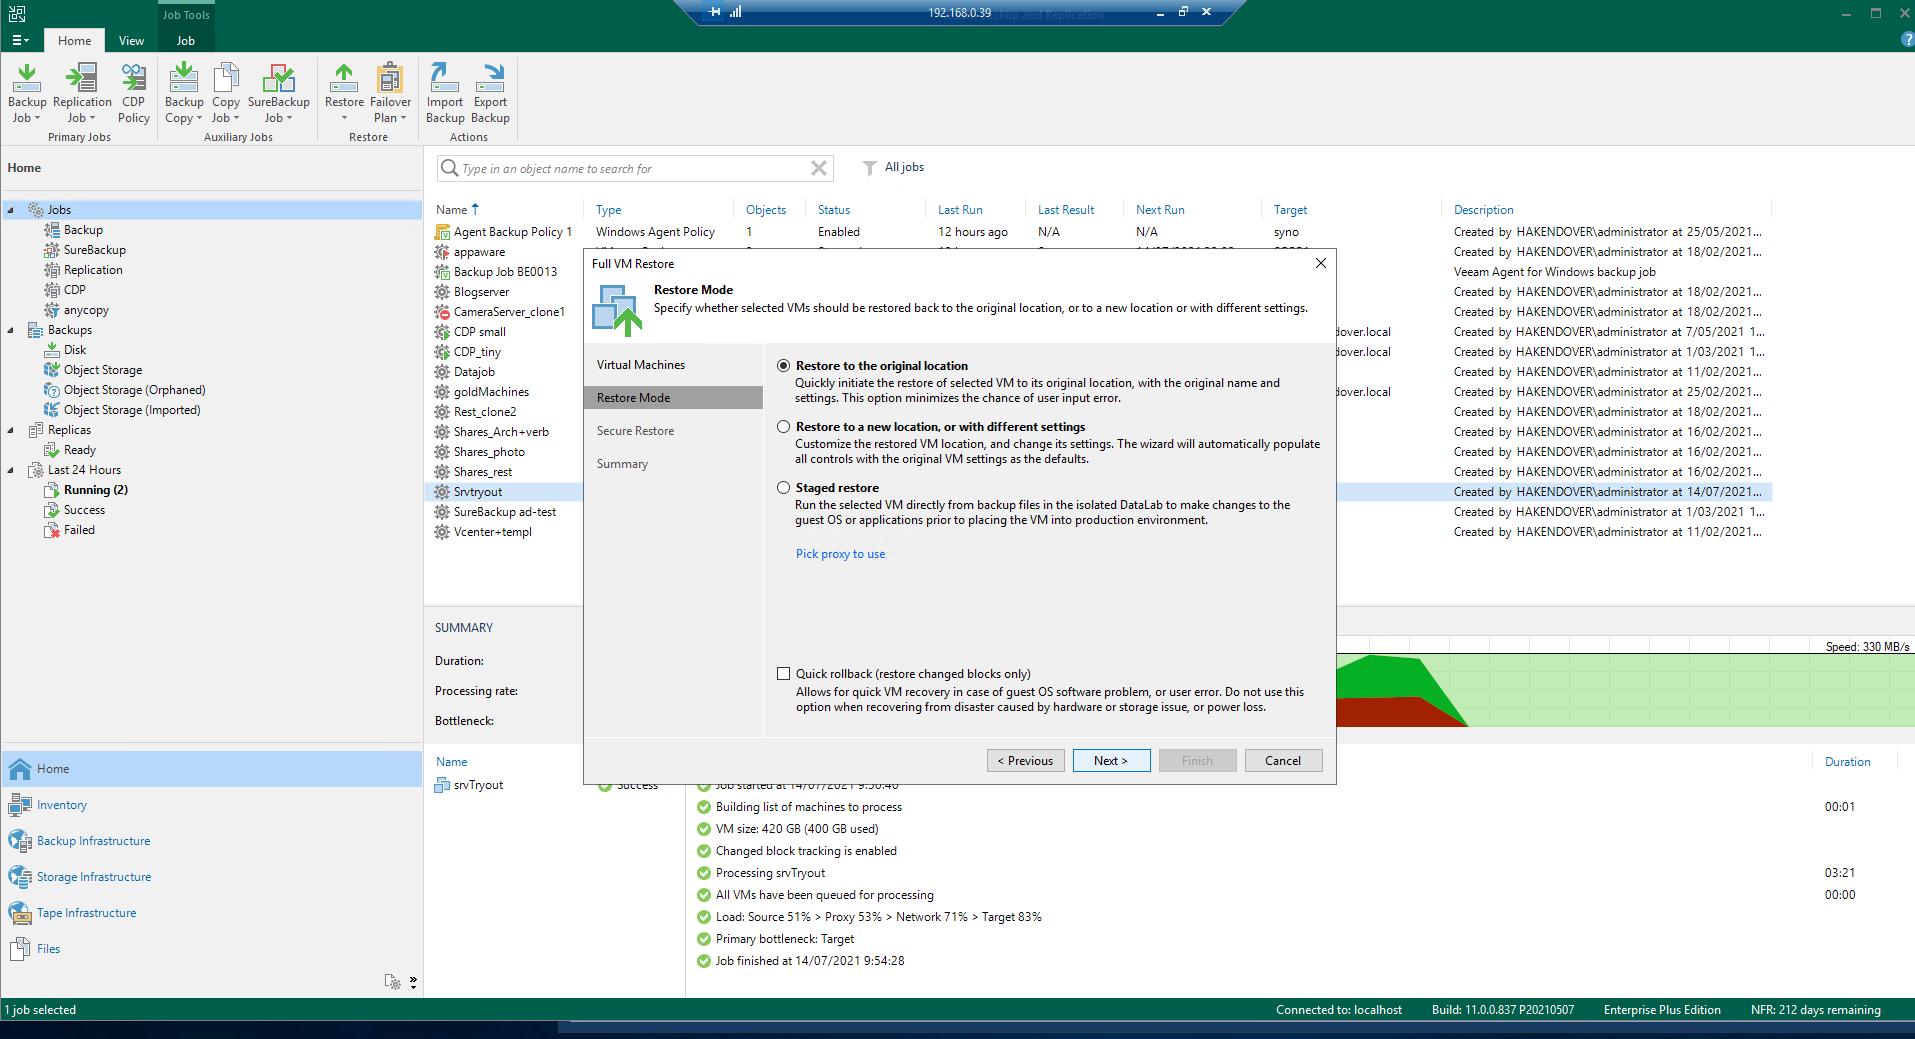 Job Tools
192.168.0.39
ckup and Replication
Home
View
Job
Backup Job
Replication Job
CDP Policy
Backup Copy
Copy Job
SureBackup Job
Restore
Failover Plan
Import Backup
Export Backup
Primary Jobs
Auxiliary Jobs
Restore
Actions
Home
Type in an object name to search for
All jobs
Jobs
Backup
SureBackup
Replication
CDP
anycopy
Backups
Disk
Object Storage
Object Storage (Orphaned)
Object Storage (Imported)
Replicas
Ready
Last 24 Hours
Running (2)
Success
Failed
Name Type Objects Status Last Run Last Result Next Run Target Description
Agent Backup Policy 1 Windows Agent Policy 1 Enabled 12 hours ago N/A N/A syno Created by HAKENDOVER\administrator at 25/05/2021...
appaware Created by HAKENDOVER\administrator at 18/02/2021...
Backup Job BE0013 Veeam Agent for Windows backup job
Blogserver Created by HAKENDOVER\administrator at 18/02/2021...
CameraServer_clone1 Created by HAKENDOVER\administrator at 18/02/2021...
CDP small dover.local Created by HAKENDOVER\administrator at 7/05/2021 1...
CDP_tiny dover.local Created by HAKENDOVER\administrator at 1/03/2021 1...
Datajob Created by HAKENDOVER\administrator at 11/02/2021...
goldMachines dover.local Created by HAKENDOVER\administrator at 25/02/2021...
Rest_clone2 Created by HAKENDOVER\administrator at 18/02/2021...
Shares_Arch+verb Created by HAKENDOVER\administrator at 16/02/2021...
Shares_photo Created by HAKENDOVER\administrator at 16/02/2021...
Shares_rest Created by HAKENDOVER\administrator at 16/02/2021...
Srvtryout Created by HAKENDOVER\administrator at 14/07/2021...
SureBackup ad-test Created by HAKENDOVER\administrator at 1/03/2021 1...
Vcenter+templ Created by HAKENDOVER\administrator at 11/02/2021...
Full VM Restore
Restore Mode
Specify whether selected VMs should be restored back to the original location, or to a new location or with different settings.
Virtual Machines
Restore Mode
Secure Restore
Summary
Restore to the original location
Quickly initiate the restore of selected VM to its original location, with the original name and
settings. This option minimizes the chance of user input error.
Restore to a new location, or with different settings
Customize the restored VM location, and change its settings. The wizard will automatically populate
all controls with the original VM settings as the defaults.
Staged restore
Run the selected VM directly from backup files in the isolated DataLab to make changes to the
guest OS or applications prior to placing the VM into production environment.
Pick proxy to use
Quick rollback (restore changed blocks only)
Allows for quick VM recovery in case of guest OS software problem, or user error. Do not use this
option when recovering from disaster caused by hardware or storage issue, or power loss.
< Previous
Next >
Finish
Cancel
SUMMARY
Duration:
Processing rate:
Bottleneck:
Speed: 330 MB/s
Name
Duration
srvTryout
Success
Job started at 14/07/2021 9:50:40
Building list of machines to process 00:01
VM size: 420 GB (400 GB used)
Changed block tracking is enabled
Processing srvTryout 03:21
All VMs have been queued for processing 00:00
Load: Source 51% > Proxy 53% > Network 71% > Target 83%
Primary bottleneck: Target
Job finished at 14/07/2021 9:54:28
Home
Inventory
Backup Infrastructure
Storage Infrastructure
Tape Infrastructure
Files
1 job selected
Connected to: localhost
Build: 11.0.0.837 P20210507
Enterprise Plus Edition
NFR: 212 days remaining